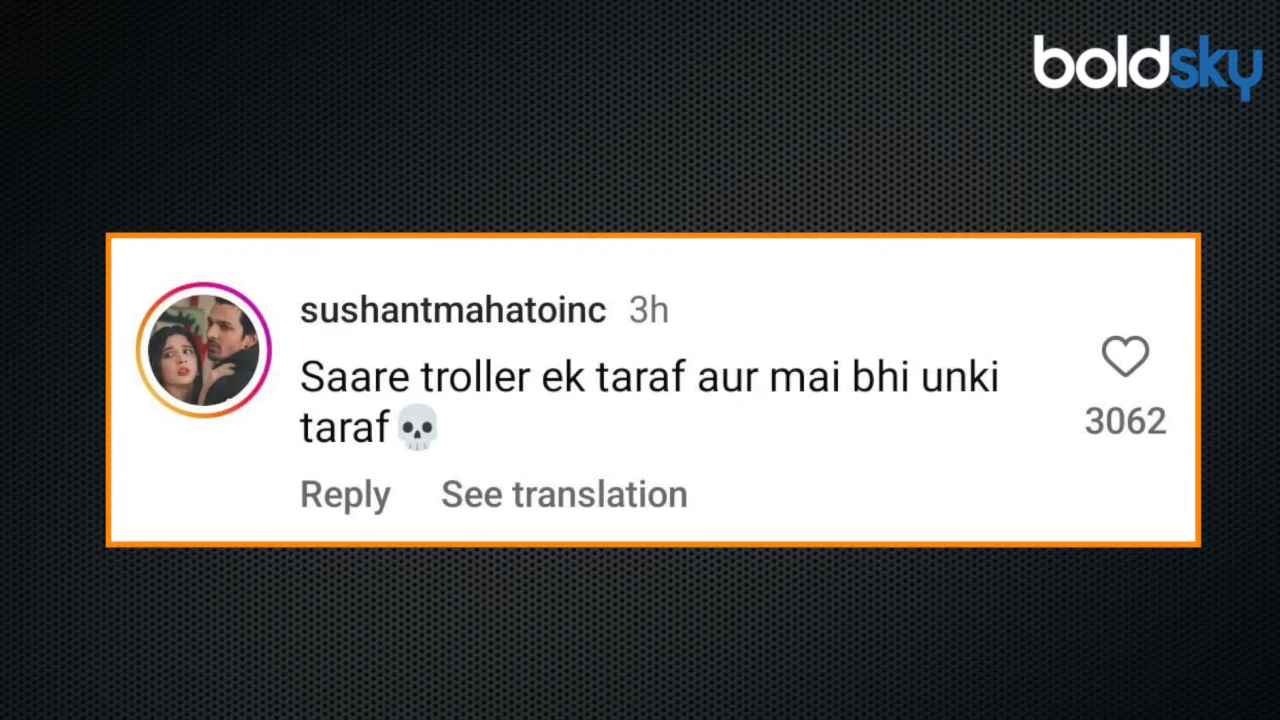 boldsky
sushantmahatoinc 3h
Saare troller ek taraf aur mai bhi unki
taraf💀
3062
Reply See translation